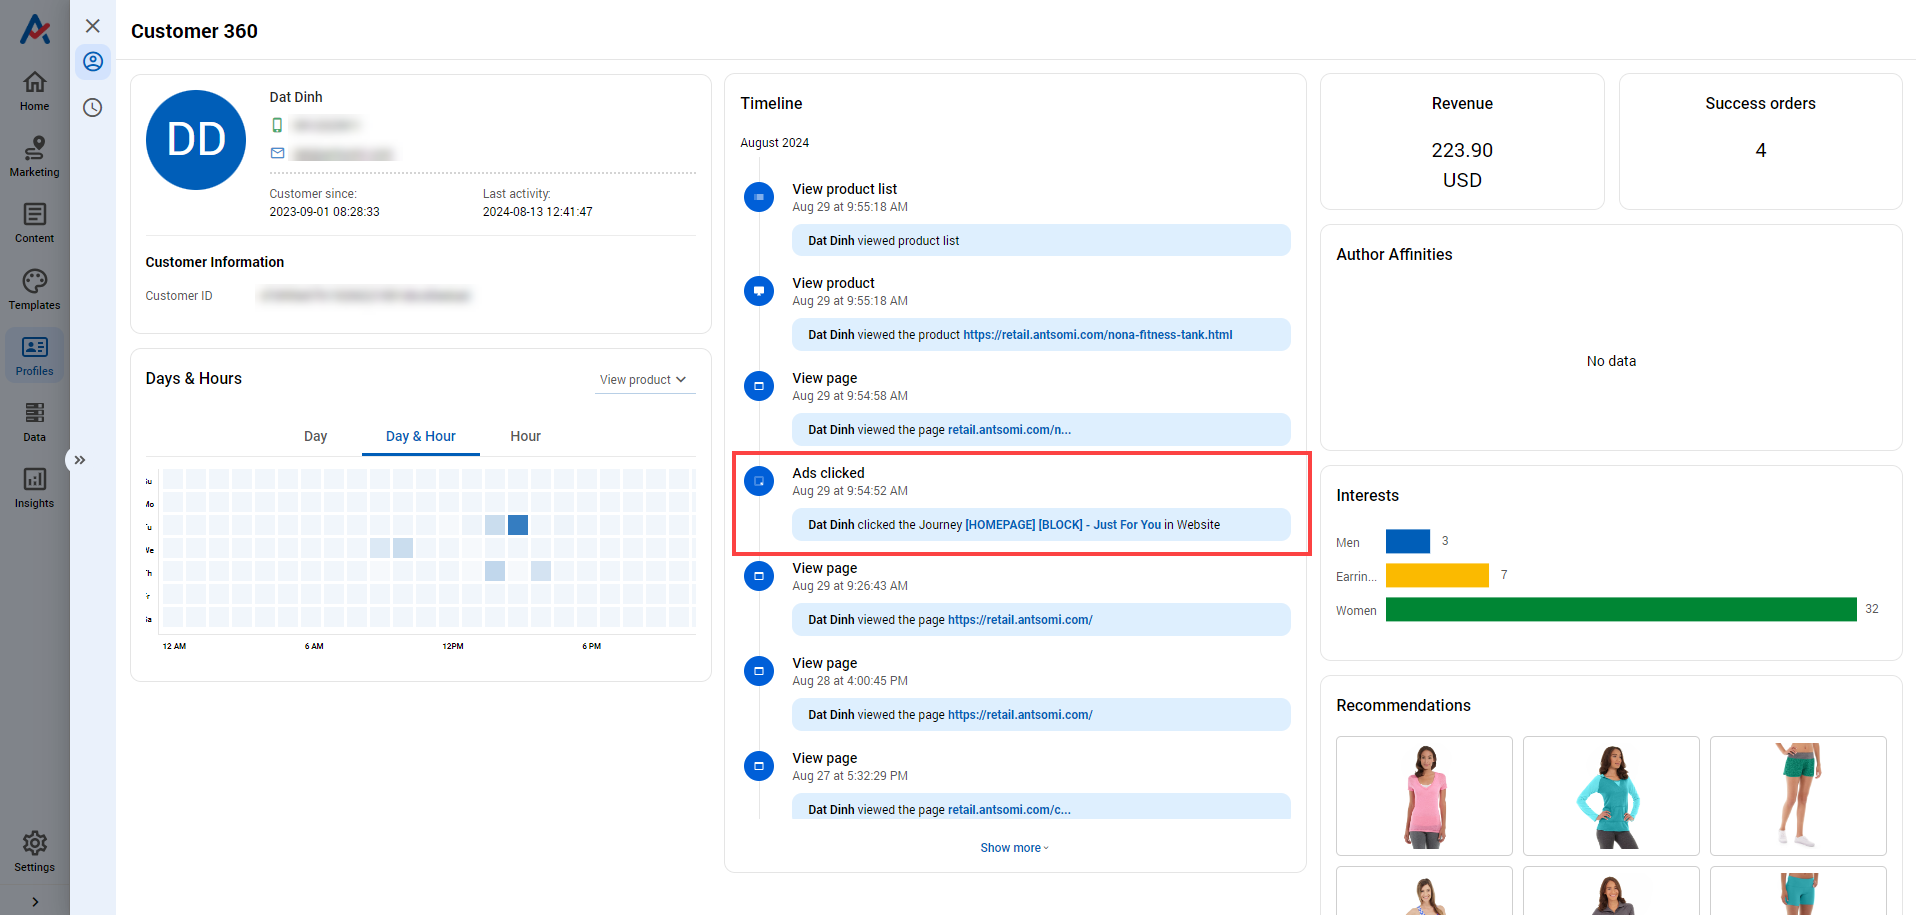 Customer 360
Home
Marketing
Content
Templates
Profiles
Data
Insights
Settings
DD
Dat Dinh
Customer since:
2023-09-01 08:28:33
Last activity:
2024-08-13 12:41:47
Customer Information
Customer ID
Days & Hours
View product
Day
Day & Hour
Hour
Su
Mo
Tu
We
Th
Fr
Sa
12 AM
6 AM
12PM
6 PM
Timeline
August 2024
View product list
Aug 29 at 9:55:18 AM
Dat Dinh viewed product list
View product
Aug 29 at 9:55:18 AM
Dat Dinh viewed the product https://retail.antsomi.com/nona-fitness-tank.html
View page
Aug 29 at 9:54:58 AM
Dat Dinh viewed the page retail.antsomi.com/n...
Ads clicked
Aug 29 at 9:54:52 AM
Dat Dinh clicked the Journey [HOMEPAGE] [BLOCK] - Just For You in Website
View page
Aug 29 at 9:26:43 AM
Dat Dinh viewed the page https://retail.antsomi.com/
View page
Aug 28 at 4:00:45 PM
Dat Dinh viewed the page https://retail.antsomi.com/
View page
Aug 27 at 5:32:29 PM
Dat Dinh viewed the page retail.antsomi.com/c...
Show more
Revenue
223.90
USD
Success orders
4
Author Affinities
No data
Interests
Men
3
Earrin...
7
Women
32
Recommendations